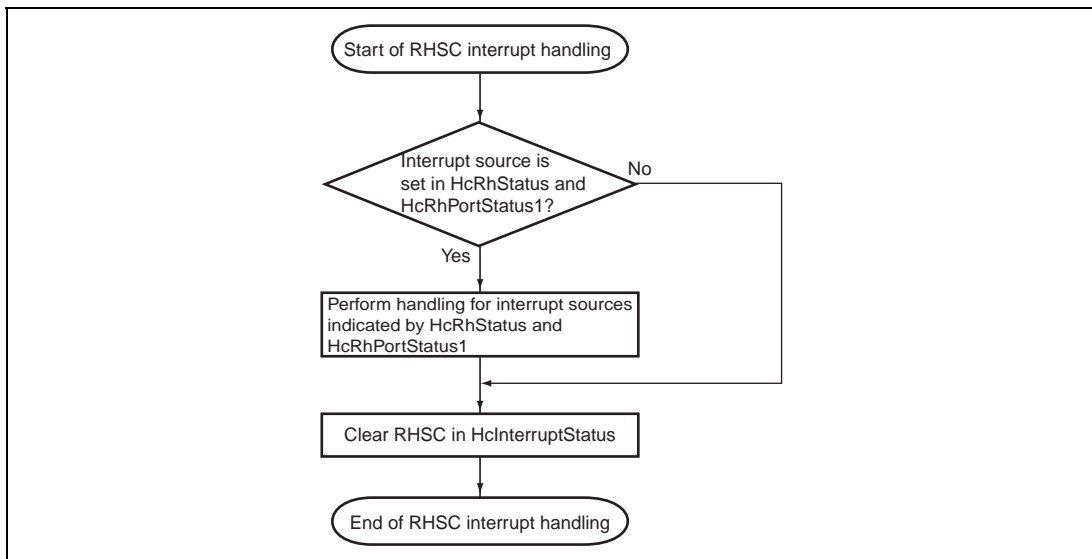 Start of RHSC interrupt handling
Interrupt source is
set in HcRhStatus and
HcRhPortStatus1?
No
Yes
Perform handling for interrupt sources
indicated by HcRhStatus and
HcRhPortStatus1
Clear RHSC in HcInterruptStatus
End of RHSC interrupt handling